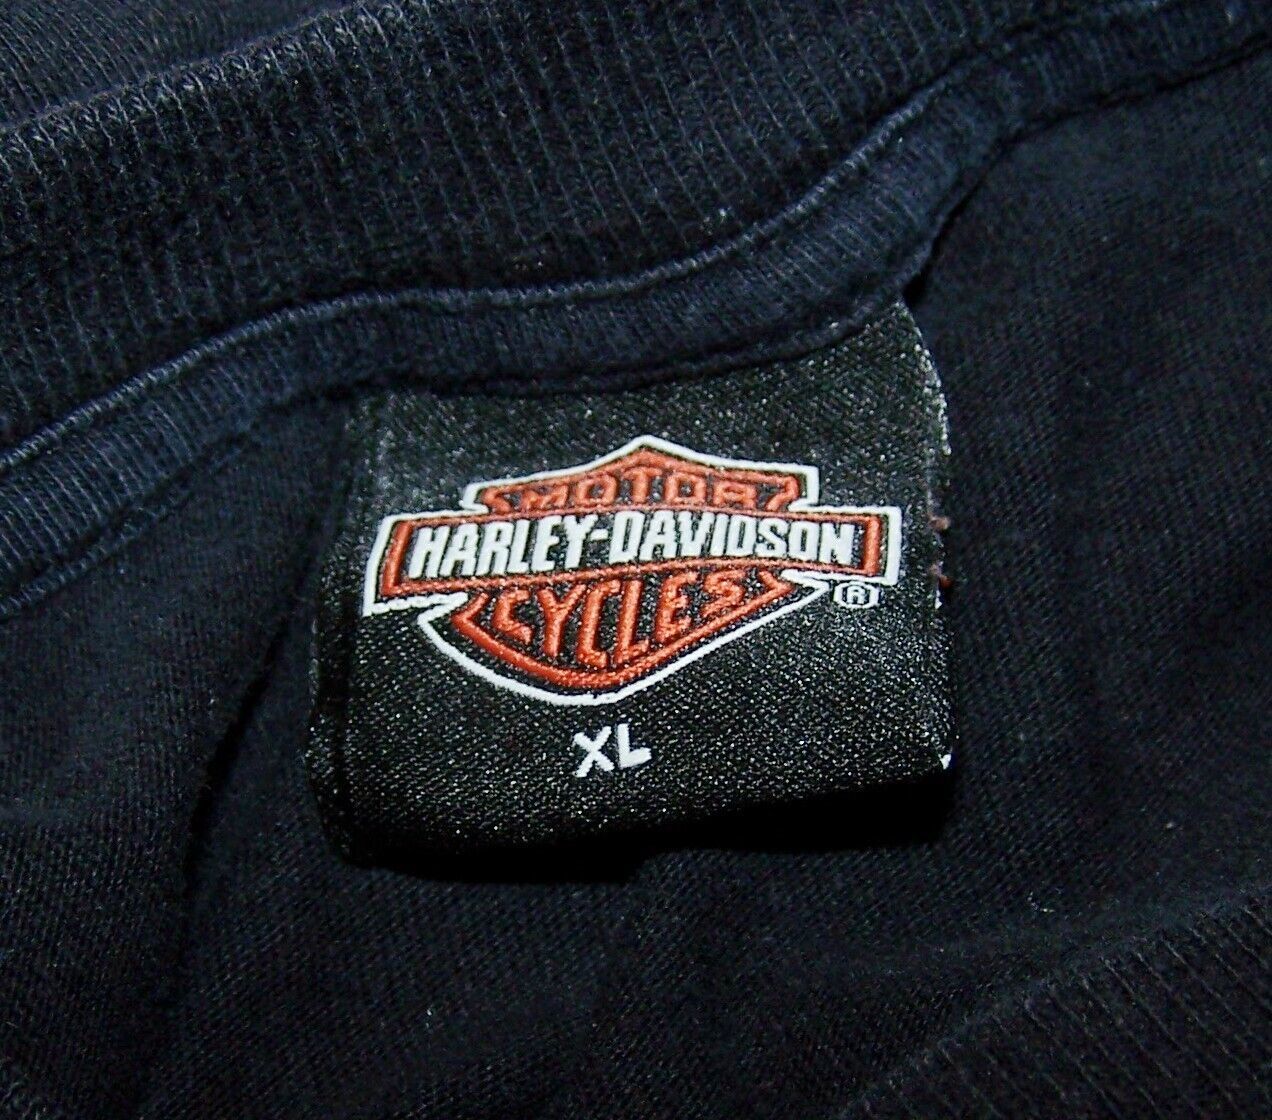 MOTOR
HARLEY-DAVIDSON
CYCLES ®
XL